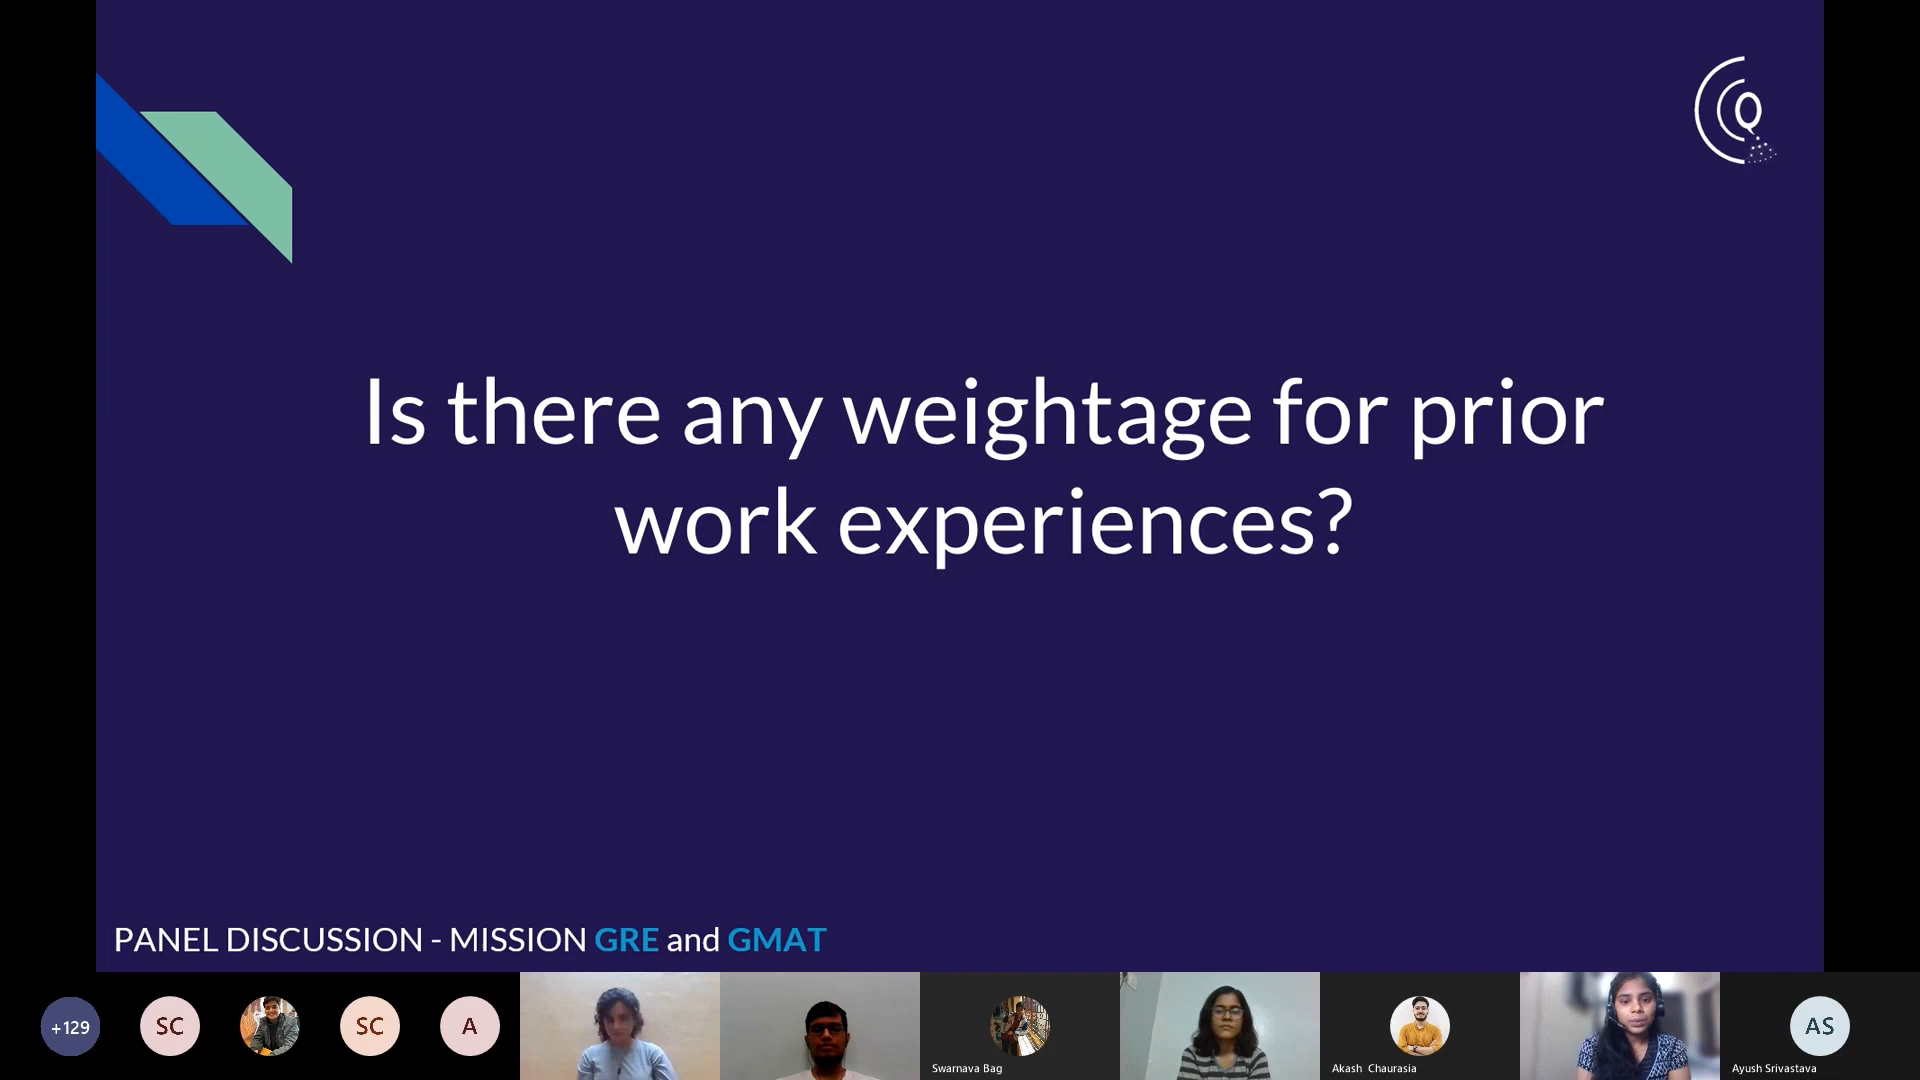 Q
Is there any weightage for prior
work experiences?
PANEL DISCUSSION - MISSION GRE and GMAT
+129
SC
SC
A
Swarnava Bag
Akash Chaurasia
AS
Ayush Srivastava